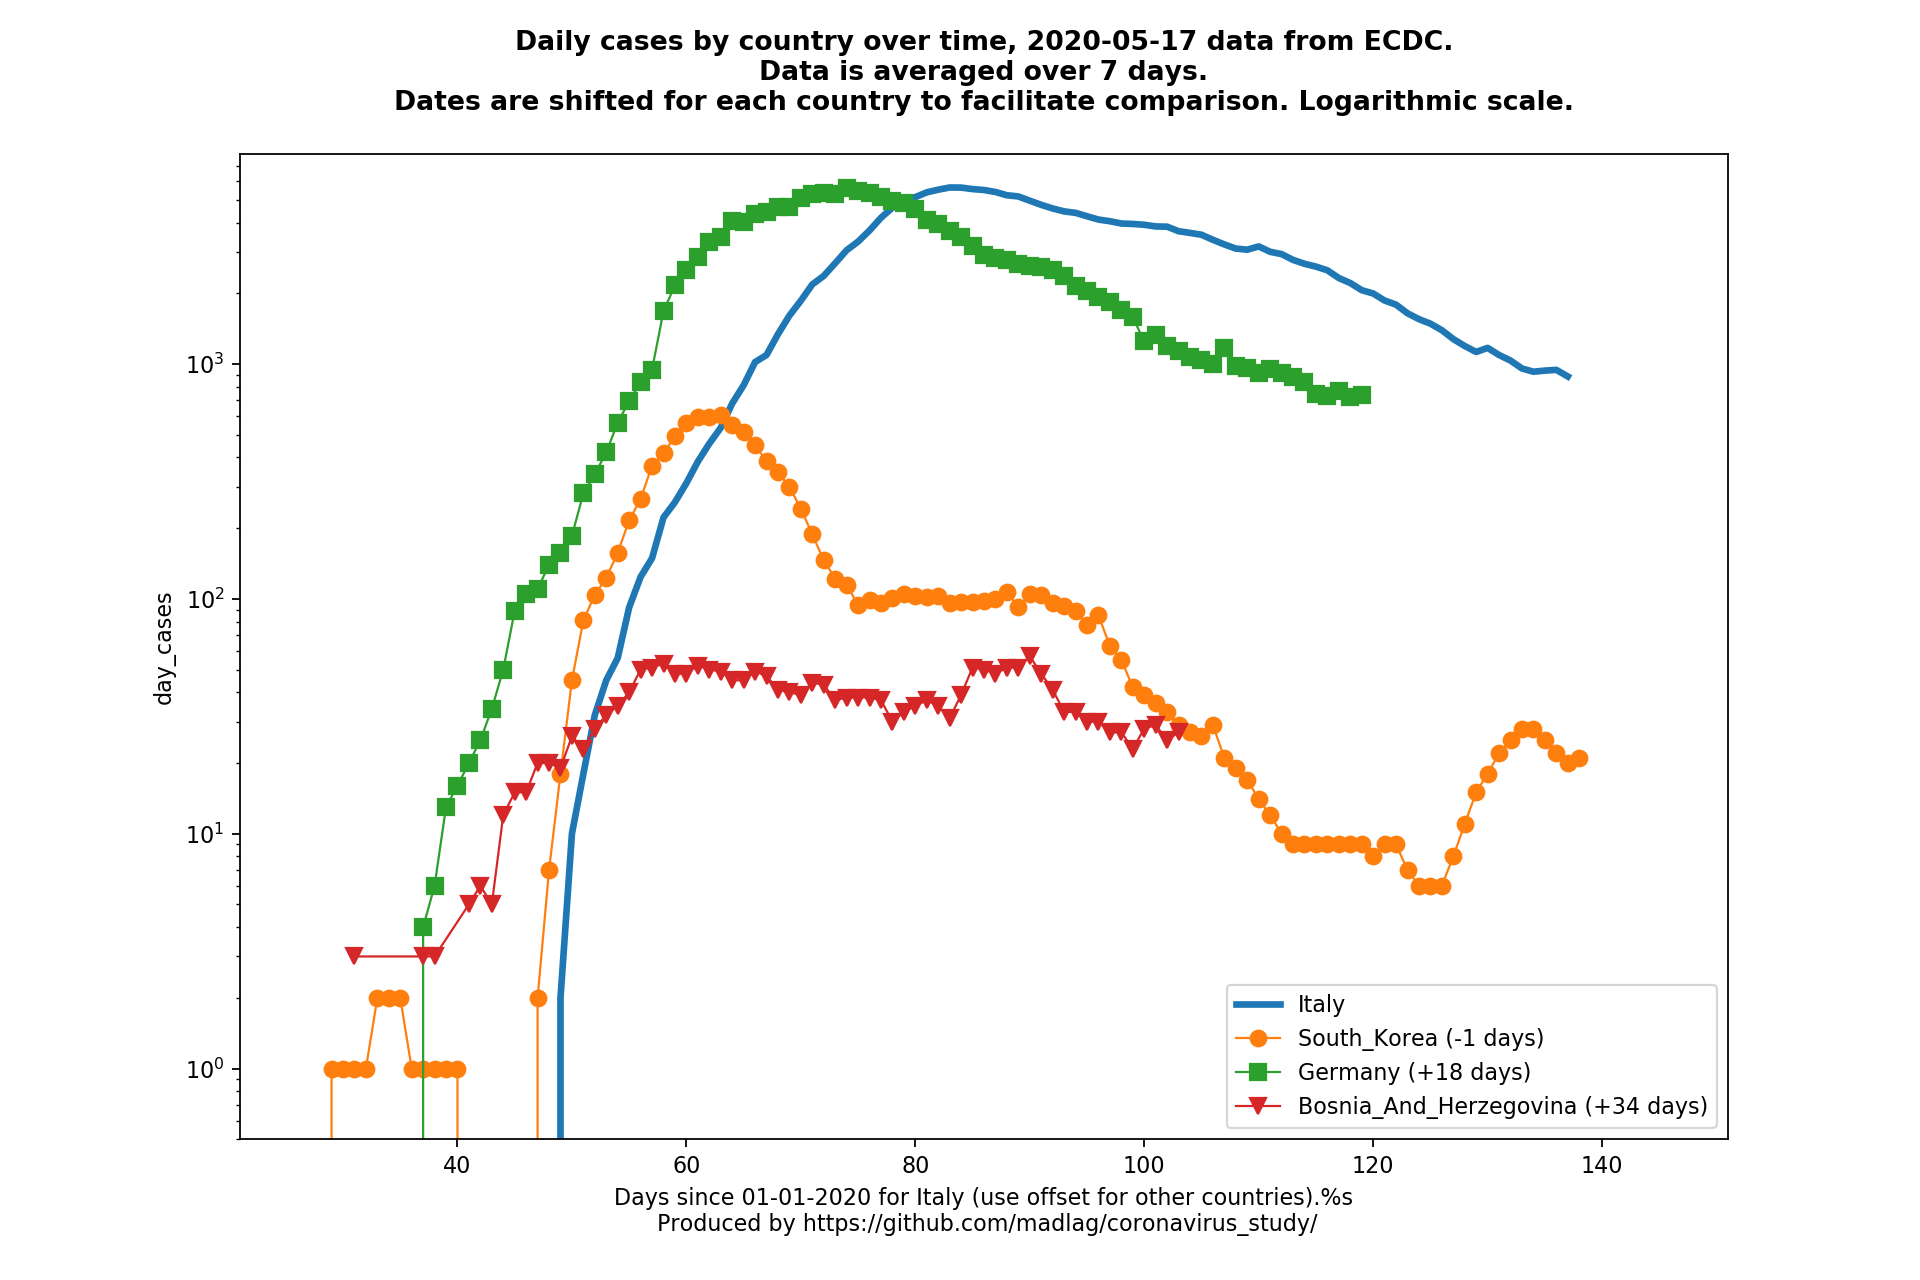 Daily cases by country over time, 2020-05-17 data from ECDC.
Data is averaged over 7 days.
Dates are shifted for each country to facilitate comparison. Logarithmic scale.
day_cases
10³
10²
10¹
10⁰
40 60 80 100 120 140
Italy
South_Korea (-1 days)
Germany (+18 days)
Bosnia_And_Herzegovina (+34 days)
Days since 01-01-2020 for Italy (use offset for other countries).%s
Produced by https://github.com/madlag/coronavirus_study/